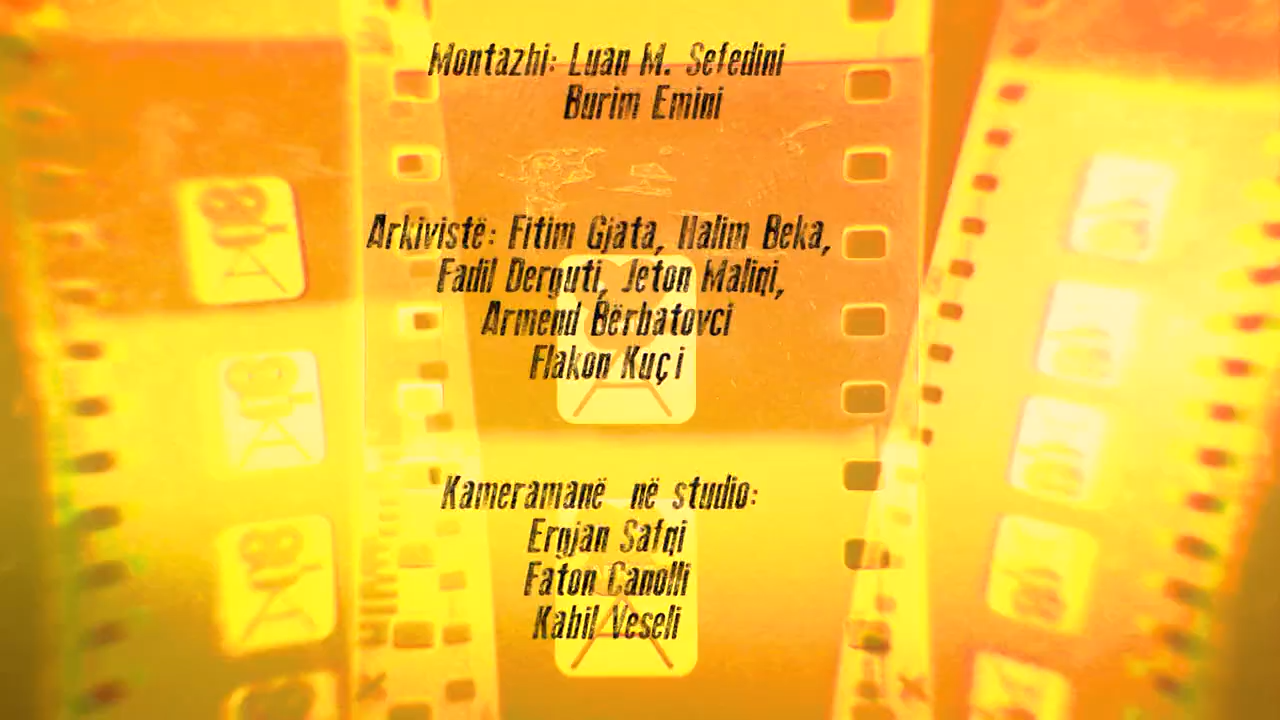 Montazhi: Luan M. Sefedini
Burim Emini
Arkivistë: Fitim Gjata, Halim Beka,
Fadil Derguti, Jeton Maliqi,
Armend Bërbatovci
Flakon Kuçi
Kameramanë në studio:
Ergjan Safqi
Faton Canolli
Kabil Veseli